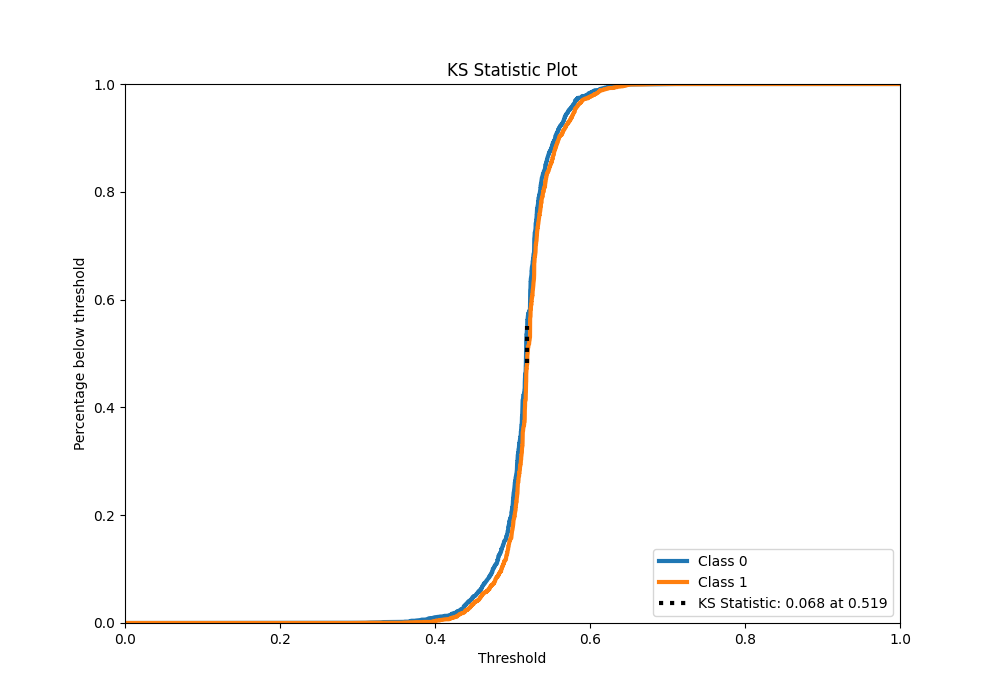 KS Statistic Plot
1.0
0.8
0.6
0.4
0.2
0.0
Percentage below threshold
0.0 0.2 0.4 0.6 0.8 1.0
Threshold
Class 0
Class 1
KS Statistic: 0.068 at 0.519